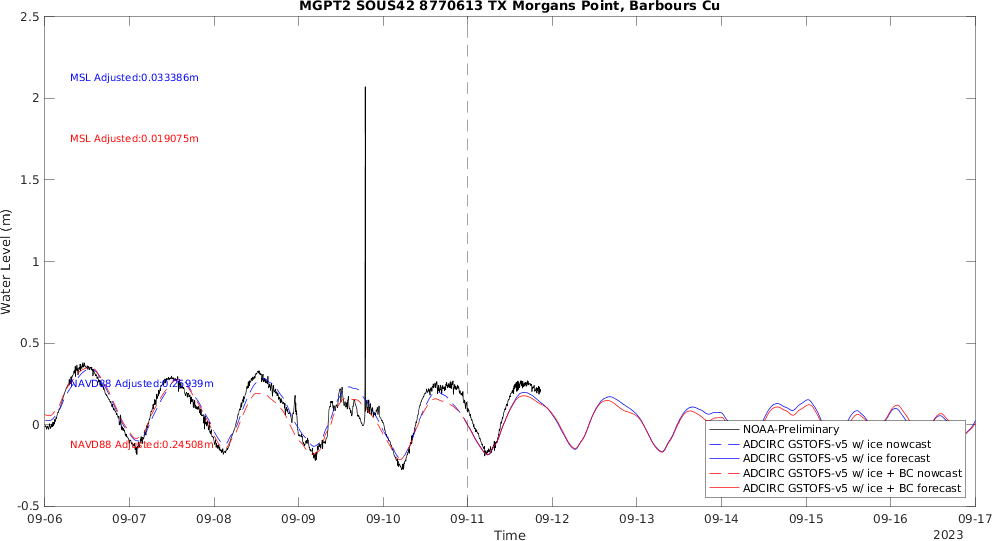 MGPT2 SOUS42 8770613 TX Morgans Point, Barbours Cu
2.5
2
1.5
1
0.5
0
-0.5
Water Level (m)
MSL Adjusted:0.033386m
MSL Adjusted:0.019075m
NAVD88 Adjusted:0.25939m
NAVD88 Adjusted:0.24508m
NOAA-Preliminary
ADCIRC GSTOFS-v5 w/ ice nowcast
ADCIRC GSTOFS-v5 w/ ice forecast
ADCIRC GSTOFS-v5 w/ ice + BC nowcast
ADCIRC GSTOFS-v5 w/ ice + BC forecast
09-06 09-07 09-08 09-09 09-10 09-11 09-12 09-13 09-14 09-15 09-16 09-17
Time
2023